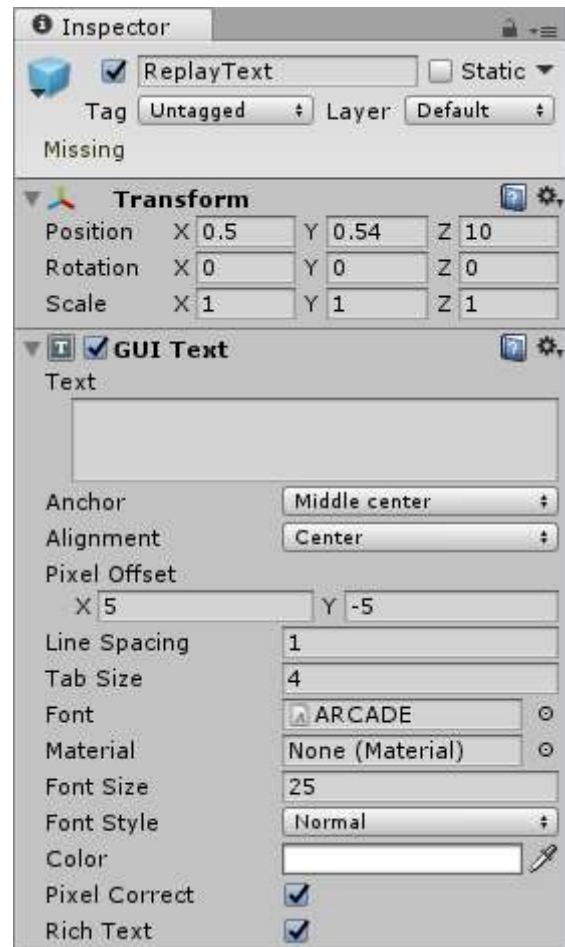 Inspector
ReplayText Static
Tag Untagged Layer Default
Missing
Transform
Position X 0.5 Y 0.54 Z 10
Rotation X 0 Y 0 Z 0
Scale X 1 Y 1 Z 1
GUI Text
Text
Anchor Middle center
Alignment Center
Pixel Offset
X 5 Y -5
Line Spacing 1
Tab Size 4
Font ARCADE
Material None (Material)
Font Size 25
Font Style Normal
Color
Pixel Correct
Rich Text